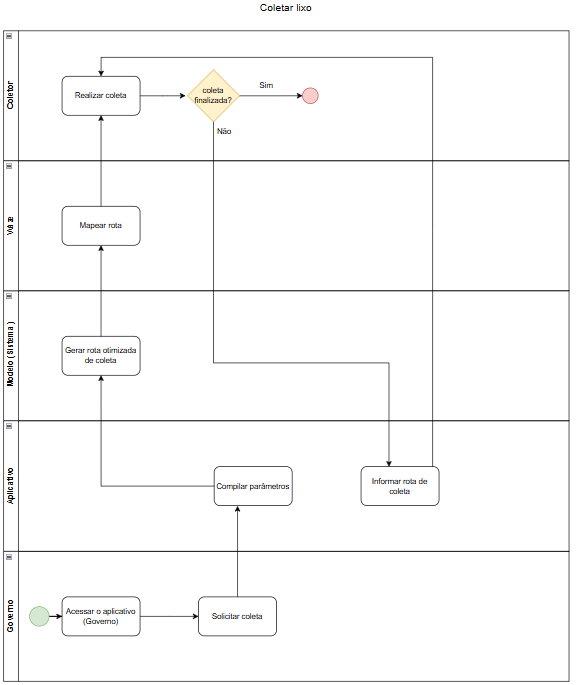 Coletar lixo
Coletor
Realizar coleta
coleta
finalizada?
Sim
Não
Waze
Mapear rota
Modelo (Sistema)
Gerar rota otimizada
de coleta
Aplicativo
Compilar parâmetros
Informar rota de
coleta
Governo
Acessar o aplicativo
(Governo)
Solicitar coleta